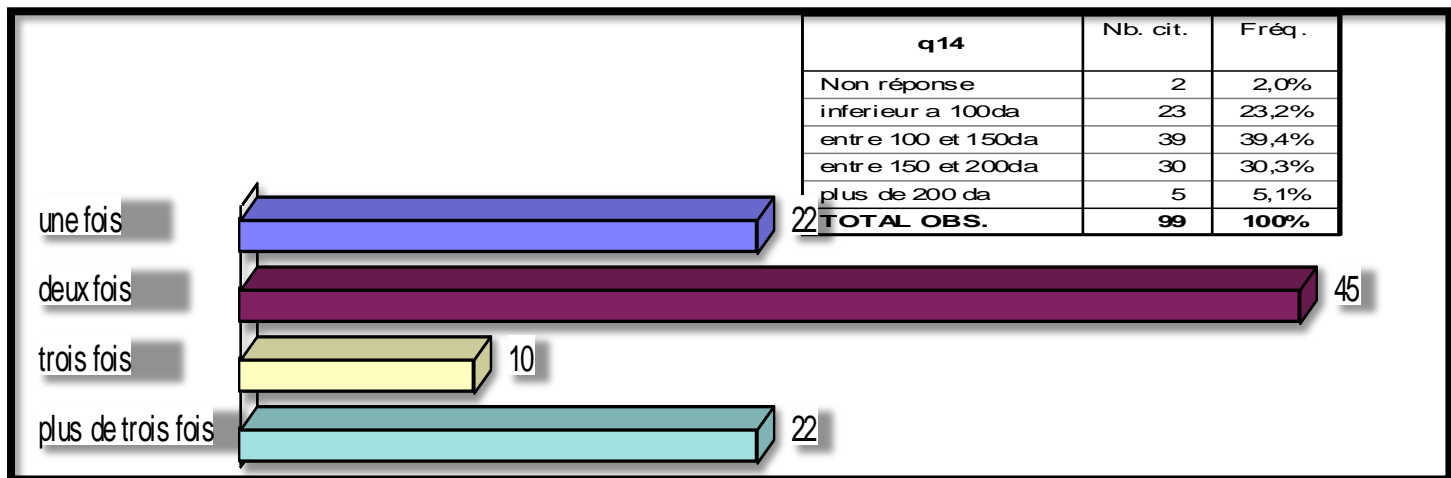 q14 Nb. cit. Fréq.
Non réponse 2 2,0%
inferieur a 100da 23 23,2%
entre 100 et 150da 39 39,4%
entre 150 et 200da 30 30,3%
plus de 200 da 5 5,1%
TOTAL OBS. 99 100%
une fois 22
deux fois 45
trois fois 10
plus de trois fois 22